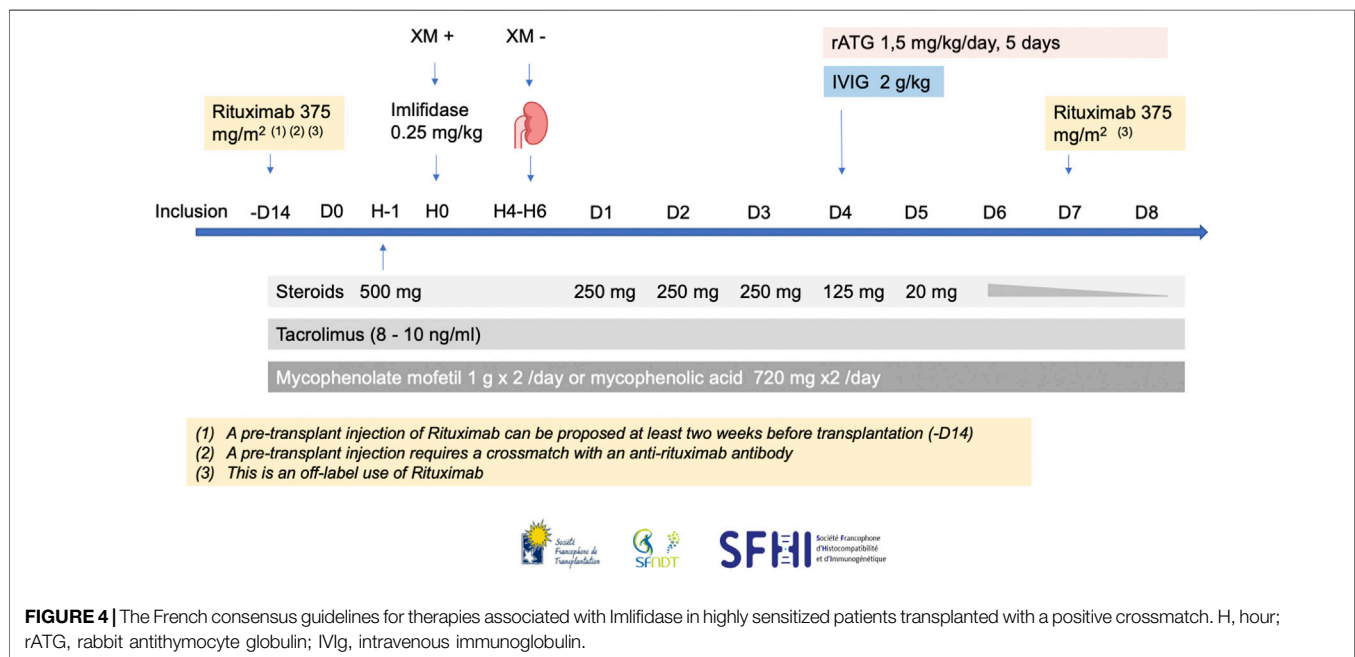 XM +
XM -
rATG 1,5 mg/kg/day, 5 days
IVIG 2 g/kg
Rituximab 375
mg/m² (1) (2) (3)
Imlifidase
0.25 mg/kg
Rituximab 375
mg/m² (3)
Inclusion -D14 D0 H-1 H0 H4-H6 D1 D2 D3 D4 D5 D6 D7 D8
Steroids 500 mg 250 mg 250 mg 250 mg 125 mg 20 mg
Tacrolimus (8 - 10 ng/ml)
Mycophenolate mofetil 1 g x 2 /day or mycophenolic acid 720 mg x2 /day
(1) A pre-transplant injection of Rituximab can be proposed at least two weeks before transplantation (-D14)
(2) A pre-transplant injection requires a crossmatch with an anti-rituximab antibody
(3) This is an off-label use of Rituximab
Société
Francophone de
Transplantation
SFNDT
SFHI
Société Francophone
d'Histocompatibilité
et d'Immunogénétique
FIGURE 4 | The French consensus guidelines for therapies associated with Imlifidase in highly sensitized patients transplanted with a positive crossmatch. H, hour;
rATG, rabbit antithymocyte globulin; IVIg, intravenous immunoglobulin.